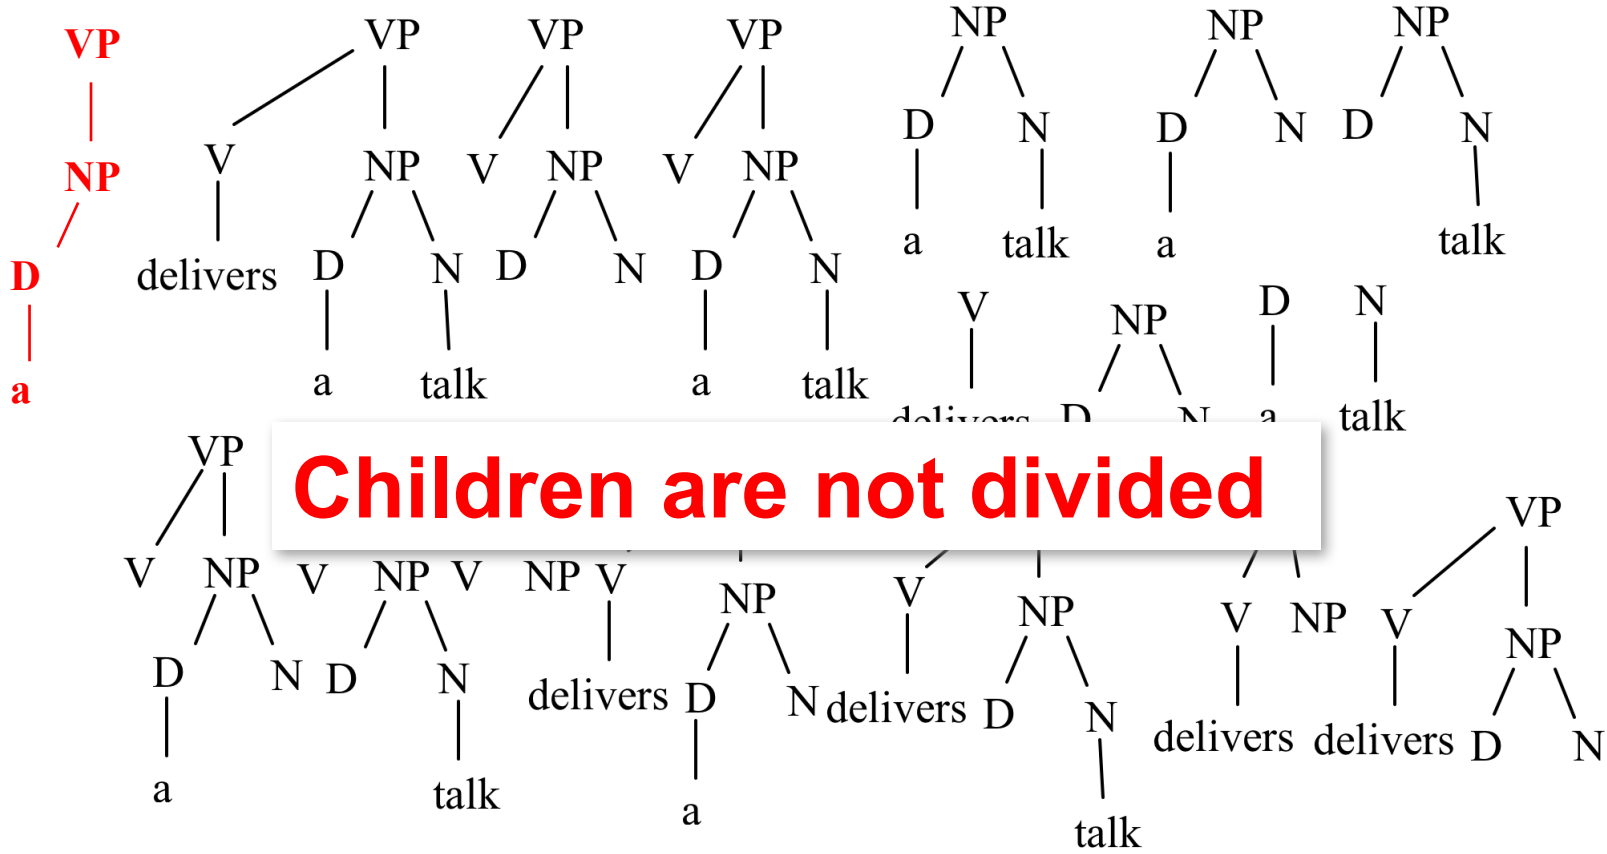 VP VP VP VP NP NP NP
D N D N D N
V NP V NP V NP
NP
a talk a talk
D delivers D N D N D N
V NP D N
a a talk a talk delivers D N a talk
VP
Children are not divided
VP
V NP V NP V NP V NP V NP V NP V NP
D N D N delivers D N delivers D N delivers delivers D N
a talk a talk